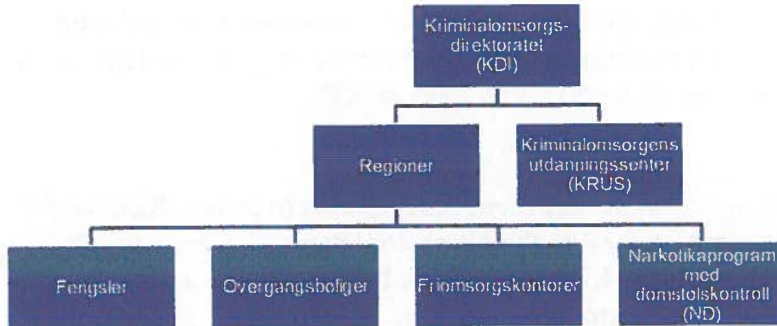 Kriminalomsorgs-
direktoratet
(KDI)
Regioner
Kriminalomsorgens
utdanningssenter
(KRUS)
Fengsler
Overgangsboliger
Friomsorgskontorer
Narkotikaprogram
med
domstolskontroll
(ND)